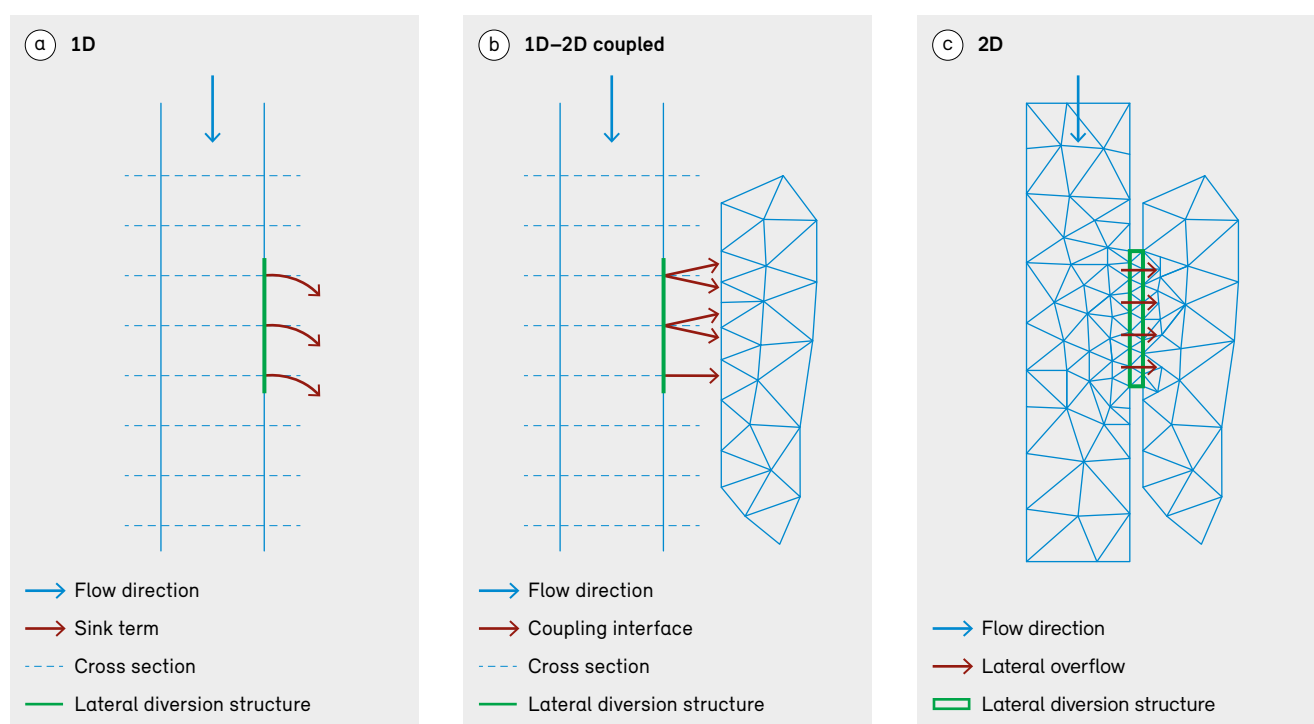 a 1D
Flow direction
Sink term
Cross section
Lateral diversion structure
b 1D–2D coupled
Flow direction
Coupling interface
Cross section
Lateral diversion structure
c 2D
Flow direction
Lateral overflow
Lateral diversion structure